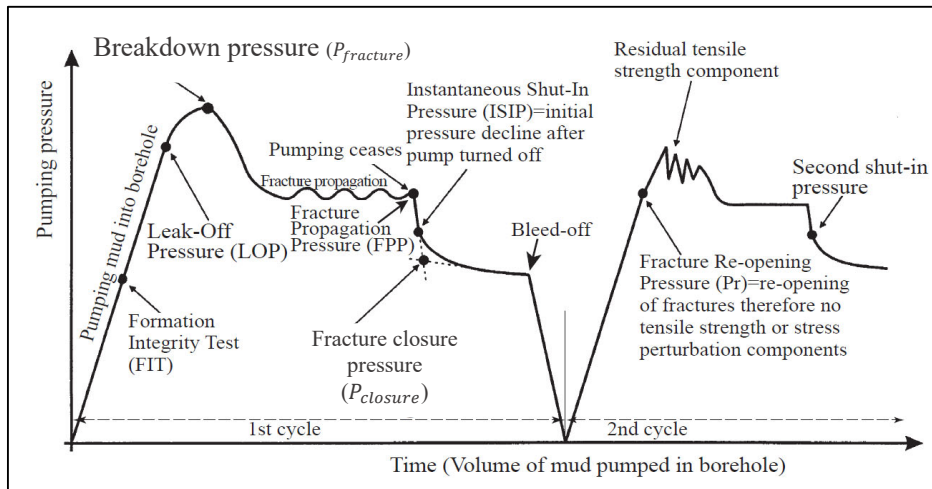 Breakdown pressure (P_fracture)
Pumping pressure
Pumping mud into borehole
Leak-Off
Pressure (LOP)
Formation
Integrity Test
(FIT)
Pumping ceases
Fracture propagation
Fracture
Propagation
Pressure (FPP)
Instantaneous Shut-In
Pressure (ISIP)=initial
pressure decline after
pump turned off
Fracture closure
pressure
(P_closure)
Bleed-off
Residual tensile
strength component
Second shut-in
pressure
Fracture Re-opening
Pressure (Pr)=re-opening
of fractures therefore no
tensile strength or stress
perturbation components
1st cycle
2nd cycle
Time (Volume of mud pumped in borehole)